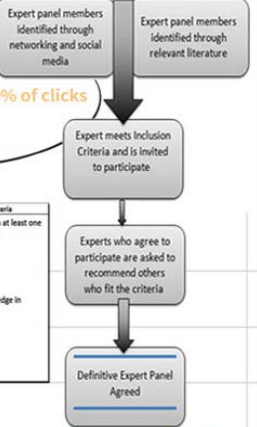 Expert panel members
identified through
networking and social
media
Expert panel members
identified through
relevant literature
% of clicks
Expert meets Inclusion
Criteria and is invited
to participate
eria
at least one
Experts who agree to
participate are asked to
recommend others
who fit the criteria
edge in
Definitive Expert Panel
Agreed